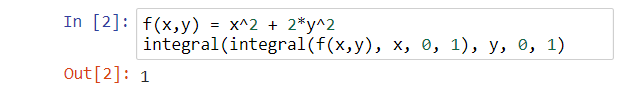 In [2]: f(x,y) = x^2 + 2*y^2
integral(integral(f(x,y), x, 0, 1), y, 0, 1)
Out[2]: 1